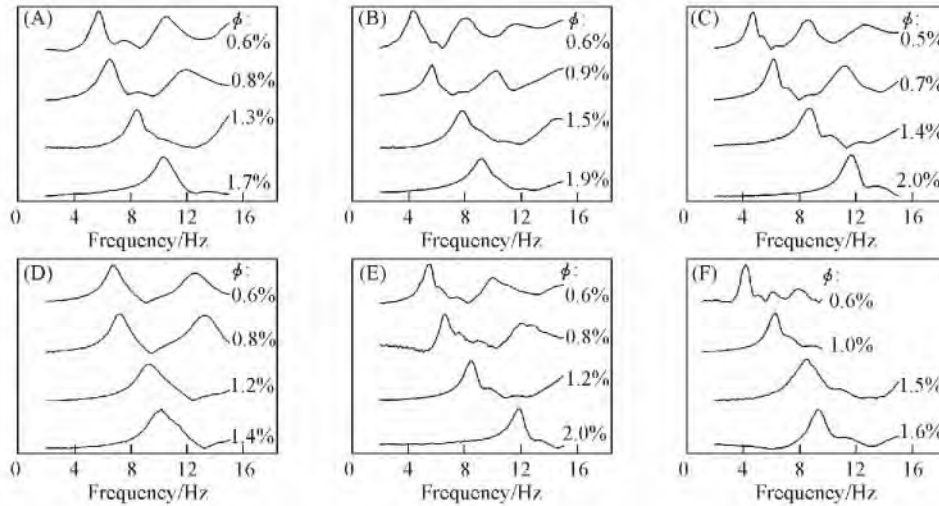 (A) ϕ:
0.6%
0.8%
1.3%
1.7%
0 4 8 12 16
Frequency/Hz
(B) ϕ:
0.6%
0.9%
1.5%
1.9%
0 4 8 12 16
Frequency/Hz
(C) ϕ:
0.5%
0.7%
1.4%
2.0%
0 4 8 12 16
Frequency/Hz
(D) ϕ:
0.6%
0.8%
1.2%
1.4%
0 4 8 12 16
Frequency/Hz
(E) ϕ:
0.6%
0.8%
1.2%
2.0%
0 4 8 12 16
Frequency/Hz
(F) ϕ:
0.6%
1.0%
1.5%
1.6%
0 4 8 12 16
Frequency/Hz